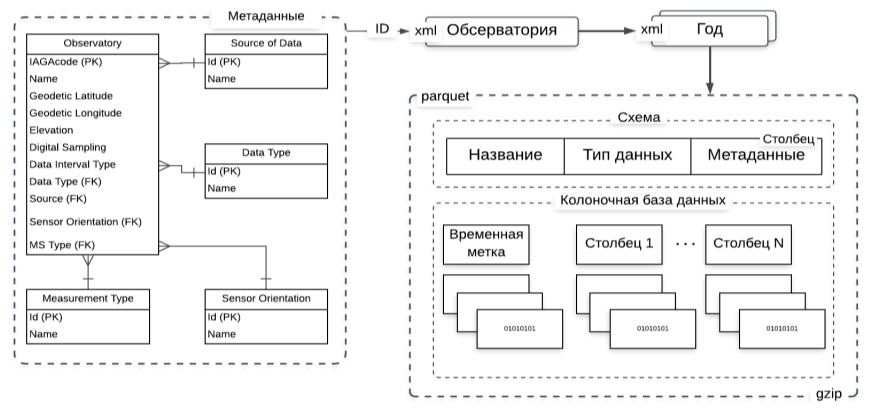 Метаданные
Observatory
IAGAcode (PK)
Name
Geodetic Latitude
Geodetic Longitude
Elevation
Digital Sampling
Data Interval Type
Data Type (FK)
Source (FK)
Sensor Orientation (FK)
MS Type (FK)
Source of Data
Id (PK)
Name
Data Type
Id (PK)
Name
Measurement Type
Id (PK)
Name
Sensor Orientation
Id (PK)
Name
ID
xml
Обсерватория
xml
Год
parquet
Схема
Столбец
Название
Тип данных
Метаданные
Колоночная база данных
Временная
метка
Столбец 1
...
Столбец N
01010101
01010101
01010101
gzip